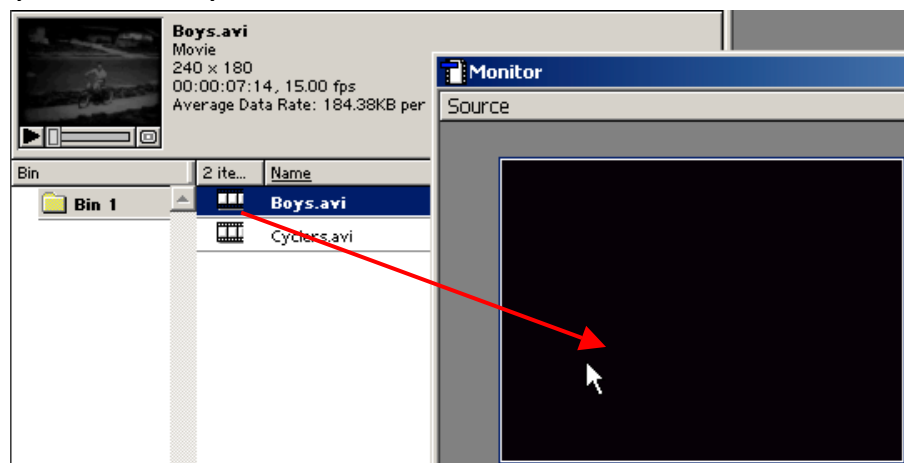 Boys.avi
Movie
240 x 180
00:00:07:14, 15.00 fps
Average Data Rate: 184.38KB per
Monitor
Source
Bin
2 ite...
Name
Bin 1
Boys.avi
Cyclers.avi